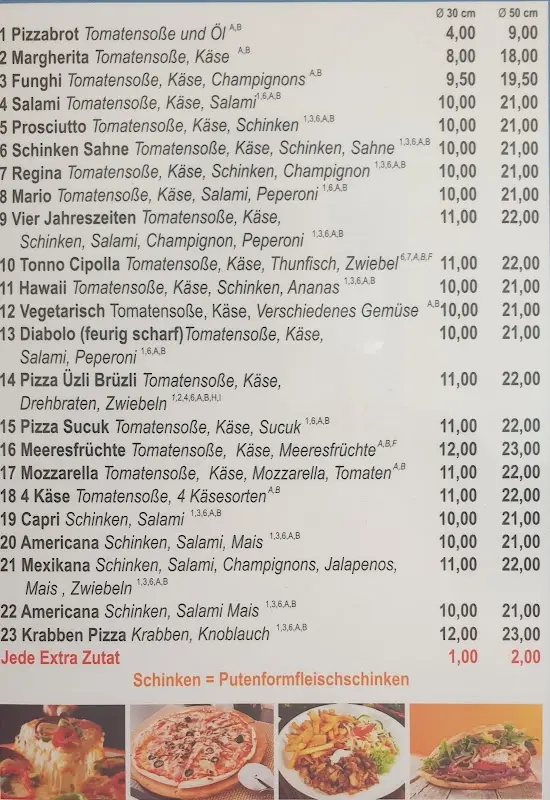 Ø 30 cm Ø 50 cm
1 Pizzabrot Tomatensoße und Öl A,B 4,00 9,00
2 Margherita Tomatensoße, Käse A,B 8,00 18,00
3 Funghi Tomatensoße, Käse, Champignons A,B 9,50 19,50
4 Salami Tomatensoße, Käse, Salami 1,6,A,B 10,00 21,00
5 Prosciutto Tomatensoße, Käse, Schinken 1,3,6,A,B 10,00 21,00
6 Schinken Sahne Tomatensoße, Käse, Schinken, Sahne 1,3,6,A,B 10,00 21,00
7 Regina Tomatensoße, Käse, Schinken, Champignon 1,3,6,A,B 10,00 21,00
8 Mario Tomatensoße, Käse, Salami, Peperoni 1,6,A,B 10,00 21,00
9 Vier Jahreszeiten Tomatensoße, Käse, 11,00 22,00
Schinken, Salami, Champignon, Peperoni 1,3,6,A,B
10 Tonno Cipolla Tomatensoße, Käse, Thunfisch, Zwiebel 6,7,A,B,F 11,00 22,00
11 Hawaii Tomatensoße, Käse, Schinken, Ananas 1,3,6,A,B 10,00 21,00
12 Vegetarisch Tomatensoße, Käse, Verschiedenes Gemüse A,B 10,00 21,00
13 Diabolo (feurig scharf) Tomatensoße, Käse, 10,00 21,00
Salami, Peperoni 1,6,A,B
14 Pizza Üzli Brüzli Tomatensoße, Käse, 11,00 22,00
Drehbraten, Zwiebeln 1,2,4,6,A,B,H,I
15 Pizza Sucuk Tomatensoße, Käse, Sucuk 1,6,A,B 11,00 22,00
16 Meeresfrüchte Tomatensoße, Käse, Meeresfrüchte A,B,F 12,00 23,00
17 Mozzarella Tomatensoße, Käse, Mozzarella, Tomaten A,B 11,00 22,00
18 4 Käse Tomatensoße, 4 Käsesorten A,B 11,00 22,00
19 Capri Schinken, Salami 1,3,6,A,B 10,00 21,00
20 Americana Schinken, Salami, Mais 1,3,6,A,B 10,00 21,00
21 Mexikana Schinken, Salami, Champignons, Jalapenos, 11,00 22,00
Mais , Zwiebeln 1,3,6,A,B
22 Americana Schinken, Salami Mais 1,3,6,A,B 10,00 21,00
23 Krabben Pizza Krabben, Knoblauch 1,3,6,A,B 12,00 23,00
Jede Extra Zutat 1,00 2,00
Schinken = Putenformfleischschinken